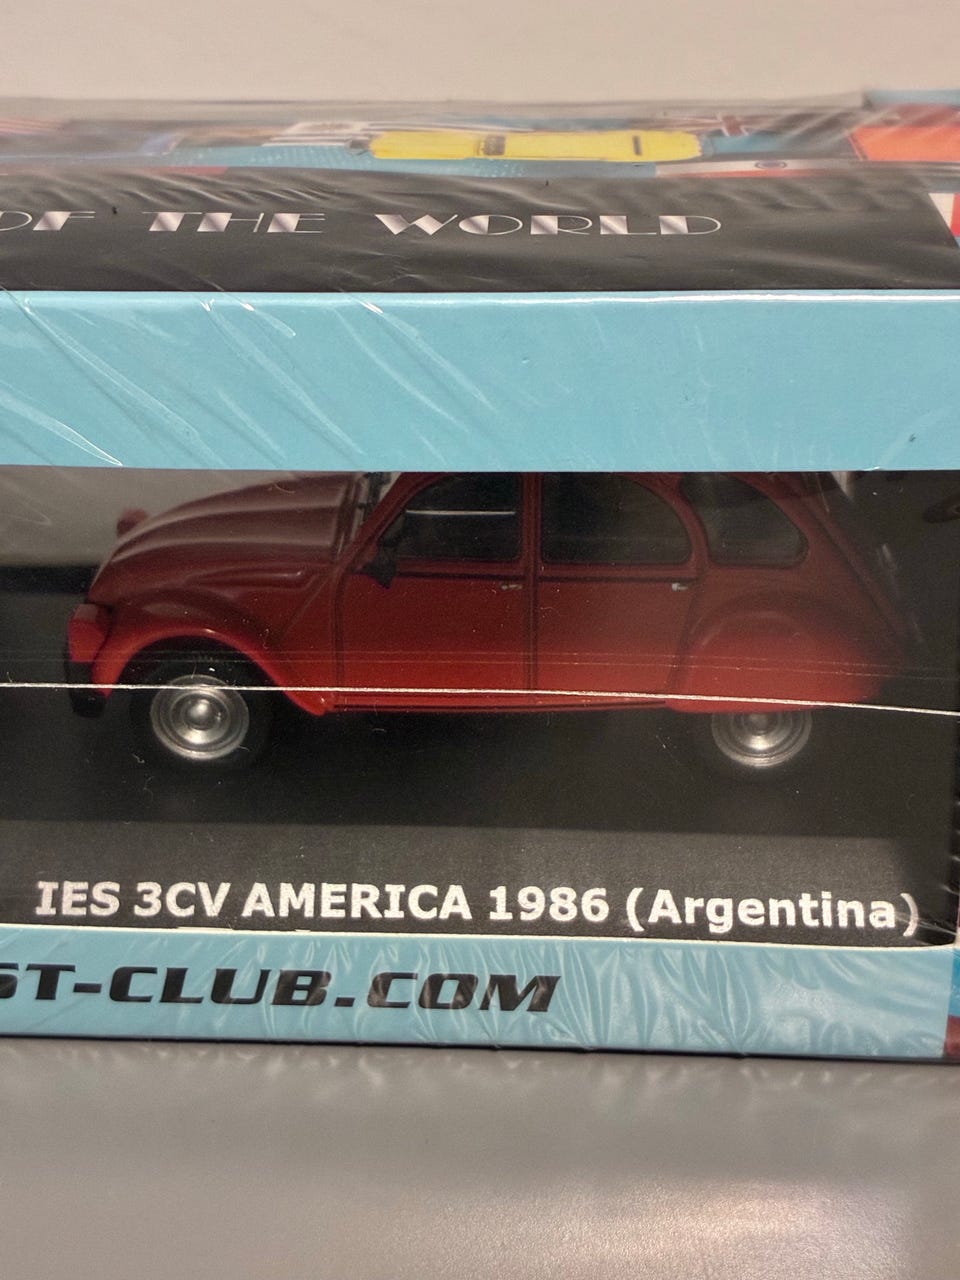 OF THE WORLD
IES 3CV AMERICA 1986 (Argentina)
ST-CLUB.COM